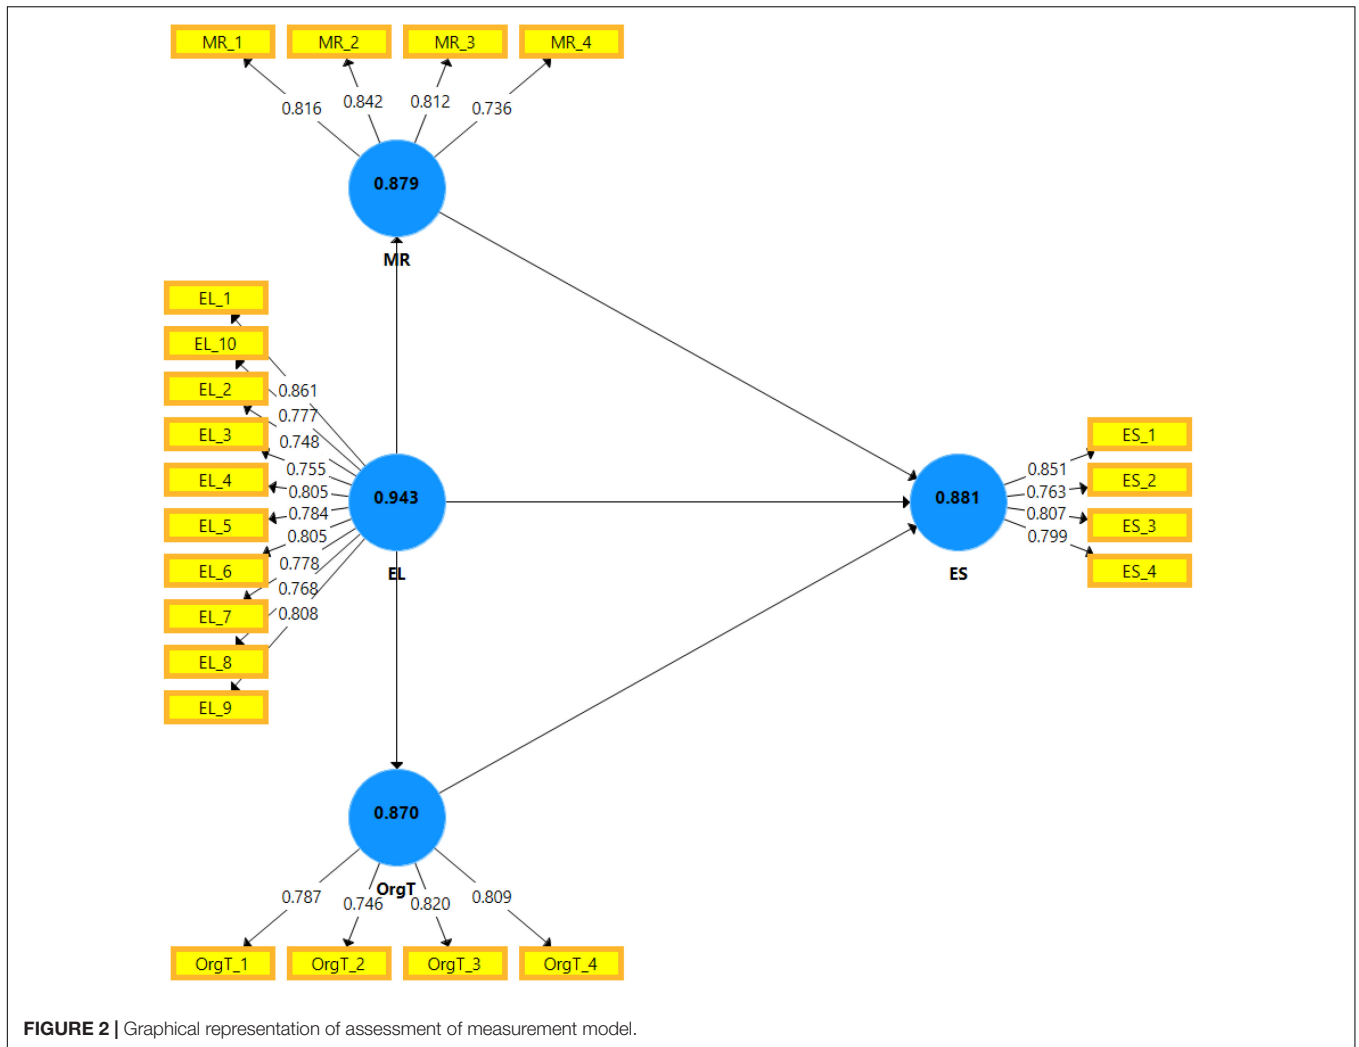 MR_1 MR_2 MR_3 MR_4
0.816 0.842 0.812 0.736
0.879
MR
EL_1
EL_10
EL_2
EL_3
EL_4
EL_5
EL_6
EL_7
EL_8
EL_9
0.861
0.777
0.748
0.755
0.805
0.784
0.805
0.778
0.768
0.808
0.943
EL
0.881
ES
0.851
0.763
0.807
0.799
ES_1
ES_2
ES_3
ES_4
0.870
OrgT
0.787 0.746 0.820 0.809
OrgT_1 OrgT_2 OrgT_3 OrgT_4
FIGURE 2 | Graphical representation of assessment of measurement model.